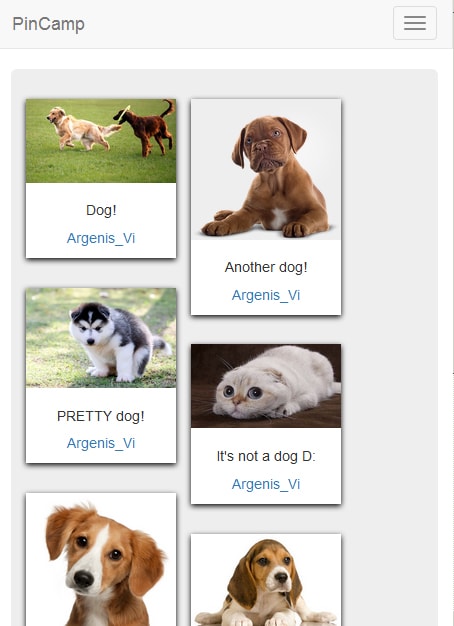 PinCamp
Dog!
Argenis_Vi
Another dog!
Argenis_Vi
PRETTY dog!
Argenis_Vi
It's not a dog D:
Argenis_Vi